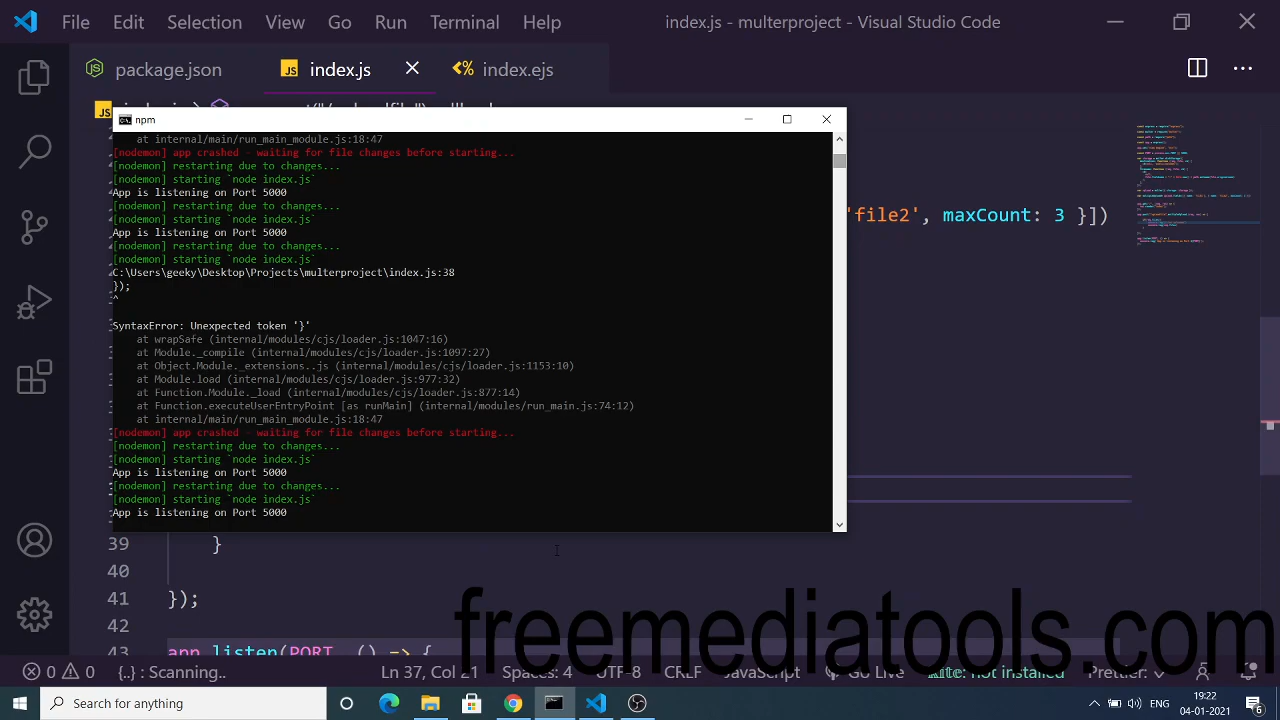 File Edit Selection View Go Run Terminal Help index.js - multerproject - Visual Studio Code
package.json JS index.js index.ejs
JS
npm
at internal/main/run_main_module.js:18:47
[nodemon] app crashed - waiting for file changes before starting...
[nodemon] restarting due to changes...
[nodemon] starting `node index.js`
App is listening on Port 5000
[nodemon] restarting due to changes...
[nodemon] starting `node index.js`
App is listening on Port 5000
[nodemon] restarting due to changes...
[nodemon] starting `node index.js`
C:\Users\geeky\Desktop\Projects\multerproject\index.js:38
});
^
SyntaxError: Unexpected token '}'
at wrapSafe (internal/modules/cjs/loader.js:1047:16)
at Module._compile (internal/modules/cjs/loader.js:1097:27)
at Object.Module._extensions..js (internal/modules/cjs/loader.js:1153:10)
at Module.load (internal/modules/cjs/loader.js:977:32)
at Function.Module._load (internal/modules/cjs/loader.js:877:14)
at Function.executeUserEntryPoint [as runMain] (internal/modules/run_main.js:74:12)
at internal/main/run_main_module.js:18:47
[nodemon] app crashed - waiting for file changes before starting...
[nodemon] restarting due to changes...
[nodemon] starting `node index.js`
App is listening on Port 5000
[nodemon] restarting due to changes...
[nodemon] starting `node index.js`
App is listening on Port 5000
'file2', maxCount: 3 }])
39 }
40
41 });
42
43 app.listen(PORT, () => {
freemediatools.com
0 0 {..} : Scanning.. Ln 37, Col 21 Spaces: 4 UTF-8 CRLF JavaScript Go Live not installed Prettier:
Search for anything
ENG 19:22
04-01-2021 6